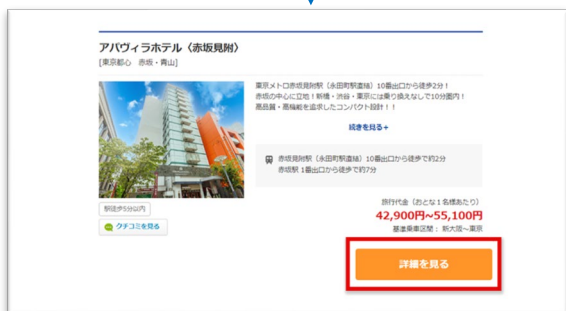 アパヴィラホテル〈赤坂見附〉
[東京都心 赤坂・青山]
東京メトロ赤坂見附駅（永田町駅直結）10番出口から徒歩2分！
赤坂の中心に立地！新橋・渋谷・東京には乗り換えなしで10分圏内！
高品質・高機能を追求したコンパクト設計！！
続きを見る+
赤坂見附駅（永田町駅直結）10番出口から徒歩で約2分
赤坂駅 1番出口から徒歩で約7分
駅徒歩5分以内
クチコミを見る
旅行代金（おとな1名様あたり）
42,900円~55,100円
基準乗車区間： 新大阪～東京
詳細を見る